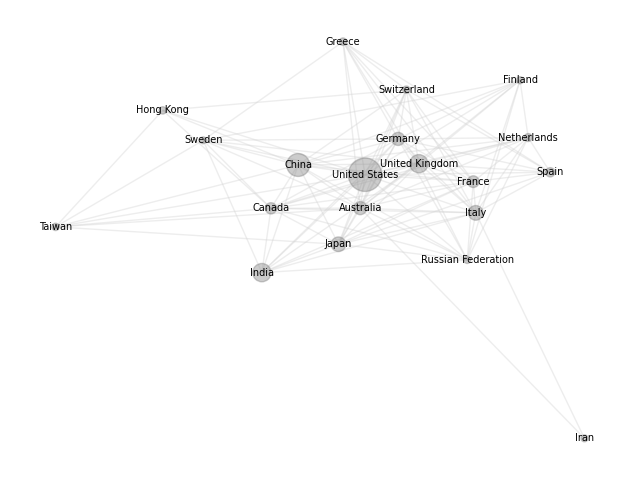 Greece
Finland
Switzerland
Hong Kong
Sweden
Germany
Netherlands
China
United Kingdom
United States
Spain
France
Canada
Australia
Italy
Taiwan
Japan
Russian Federation
India
Iran